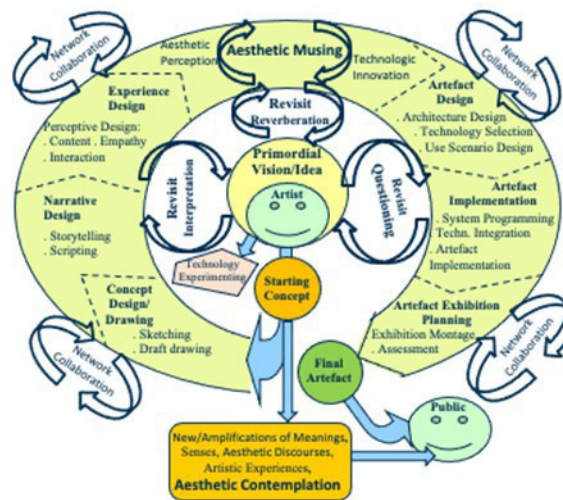 Network
Collaboration
Aesthetic
Perception
Aesthetic Musing
Technologic
Innovation
Network
Collaboration
Experience
Design
Perceptive Design:
. Content . Empathy
. Interaction
Revisit
Reverberation
Artefact
Design
. Architecture Design
. Technology Selection
. Use Scenario Design
Primordial
Vision/Idea
Artist
Revisit
Interpretation
Revisit
Questioning
Narrative
Design
. Storytelling
. Scripting
Artefact
Implementation
. System Programming
Techn. Integration
. Artefact
Implementation
Technology
Experimenting
Starting
Concept
Concept
Design/
Drawing
. Sketching
. Draft drawing
Artefact Exhibition
Planning
Exhibition Montage
. Assessment
Network
Collaboration
Network
Collaboration
Final
Artefact
Public
New/Amplifications of Meanings,
Senses, Aesthetic Discourses,
Artistic Experiences,
Aesthetic Contemplation